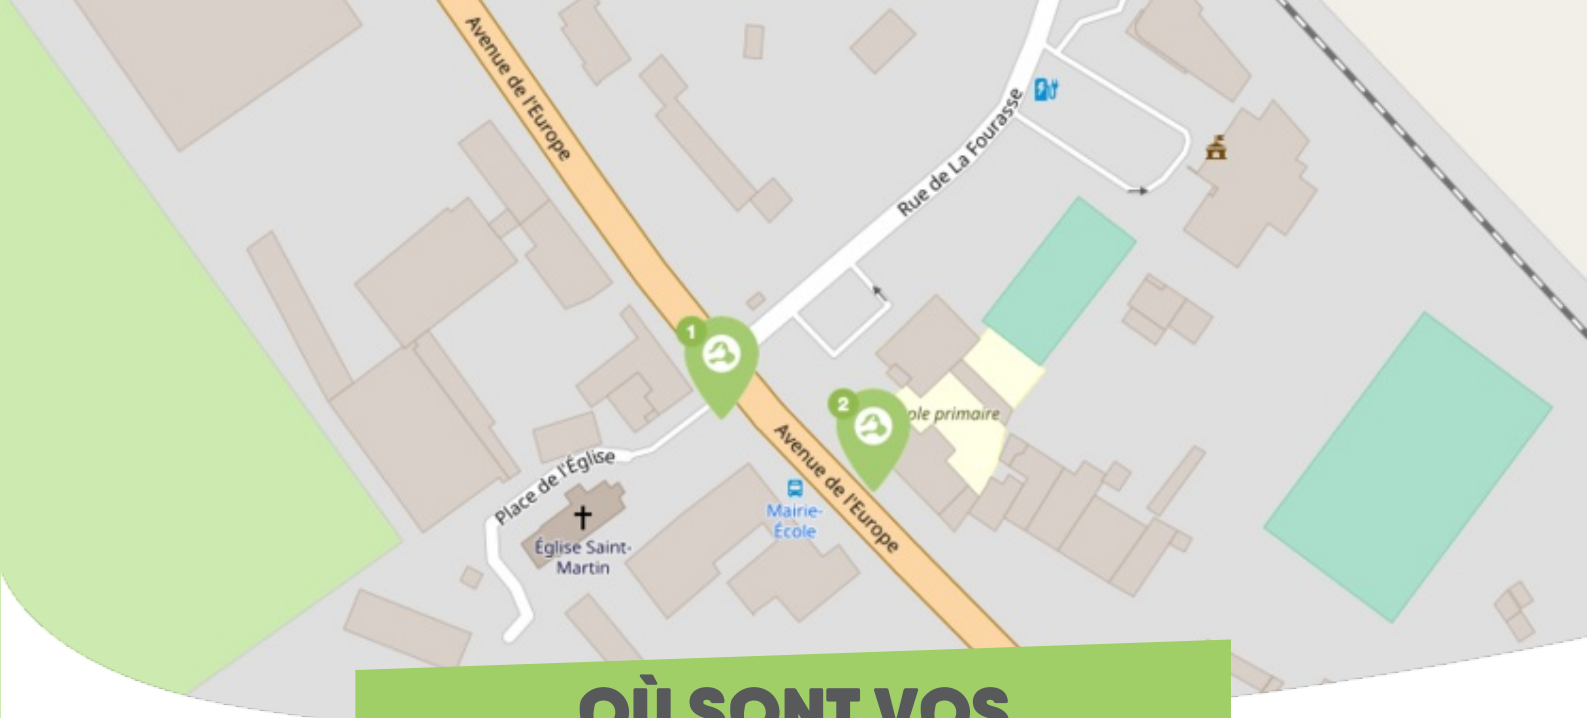 Avenue de l'Europe
Rue de La Fourasse
1
2
ole primaire
Avenue de l'Europe
Place de l'Église
Mairie-
École
Église Saint-
Martin
OÙ SONT VOS